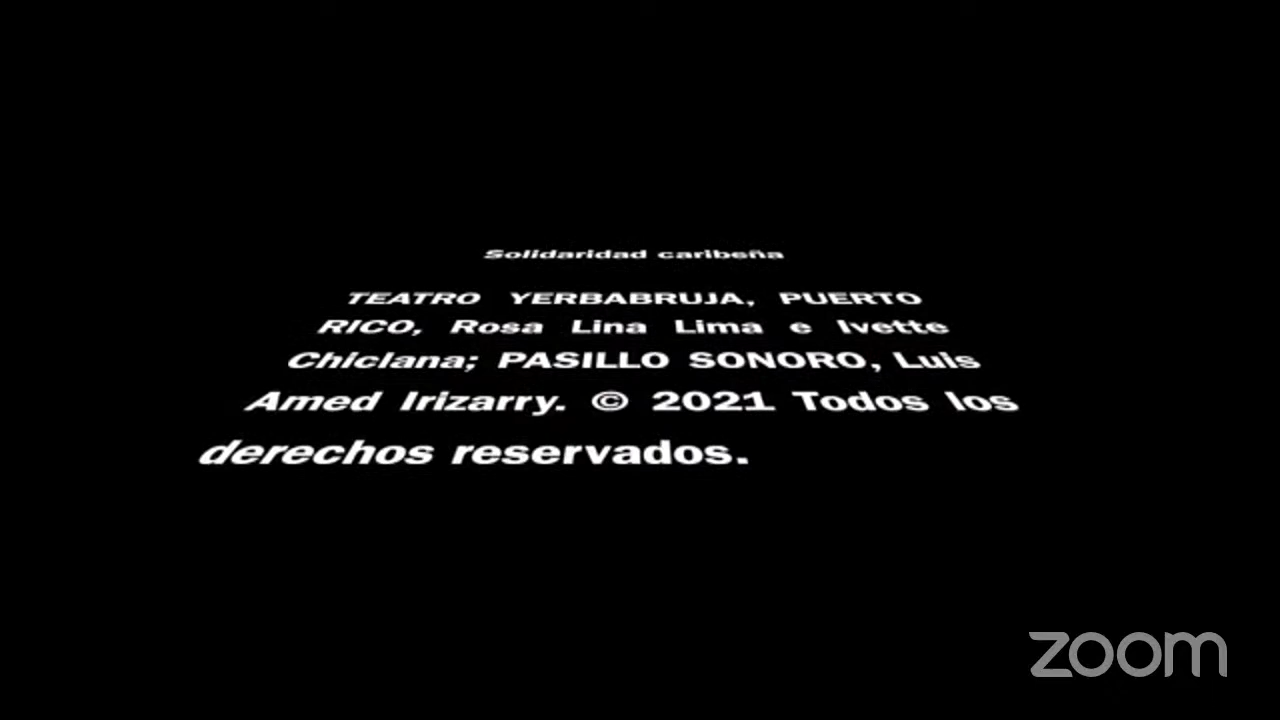 Solidaridad caribeña
TEATRO YERBABRUJA, PUERTO
RICO, Rosa Lina Lima e Ivette
Chiclana; PASILLO SONORO, Luis
Amed Irizarry. © 2021 Todos los
derechos reservados.
zoom